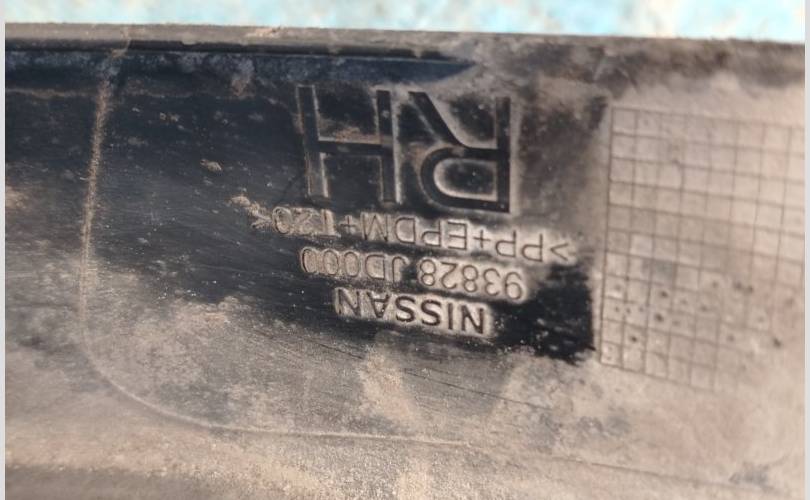 NISSAN
93828 JD000
>PP+EPDM+T20<
RH